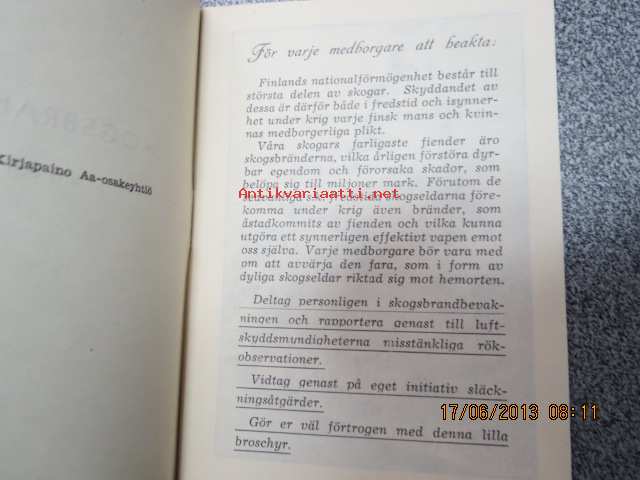 OGSBRAN
Kirjapaino Aa-osakeyhtiö
För varje medborgare att beakta:
Finlands nationalförmögenhet består till
största delen av skogar. Skyddandet av
dessa är därför både i fredstid och isynner-
het under krig varje finsk mans och kvin-
nas medborgerliga plikt.
Våra skogars farligaste fiender äro
skogsbränderna, vilka årligen förstöra dyr-
bar egendom och förorsaka skador, som
belöpa sig till miljoner mark. Förutom de
skogseldarna före-
komma under krig även bränder, som
åstadkommits av fienden och vilka kunna
utgöra ett synnerligen effektivt vapen emot
oss själva. Varje medborgare bör vara med
om att avvärja den fara, som i form av
dyliga skogseldar riktad sig mot hemorten.
Deltag personligen i skogsbrandbevak-
ningen och rapportera genast till luft-
skyddsmyndigheterna misstänkliga rök-
observationer.
Vidtag genast på eget initiativ släck-
ningsåtgärder.
Gör er väl förtrogen med denna lilla
broschyr.
Antikvariaatti.net
17/06/2013 08:11